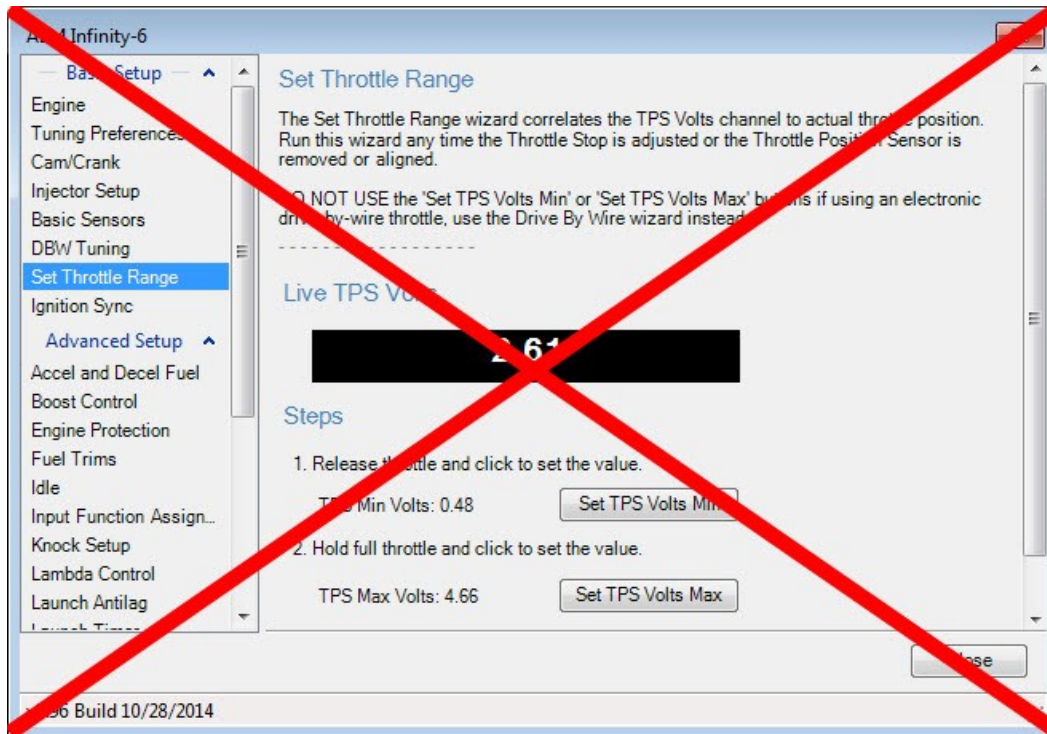 Infinity-6
Setup
Engine
Tuning Preferences
Cam/Crank
Injector Setup
Basic Sensors
DBW Tuning
Set Throttle Range
Ignition Sync
Advanced Setup
Accel and Decel Fuel
Boost Control
Engine Protection
Fuel Trims
Idle
Input Function Assign...
Knock Setup
Lambda Control
Launch Antilag
Set Throttle Range
The Set Throttle Range wizard correlates the TPS Volts channel to actual throttle position.
Run this wizard any time the Throttle Stop is adjusted or the Throttle Position Sensor is
removed or aligned.
DO NOT USE the 'Set TPS Volts Min' or 'Set TPS Volts Max' buttons if using an electronic
drive-by-wire throttle, use the Drive By Wire wizard instead
- - - - - - - - - - - - - - - - - -
Live TPS Volts
2.61
Steps
1. Release throttle and click to set the value.
TPS Min Volts: 0.48
Set TPS Volts Min
2. Hold full throttle and click to set the value.
TPS Max Volts: 4.66
Set TPS Volts Max
Close
Build 10/28/2014